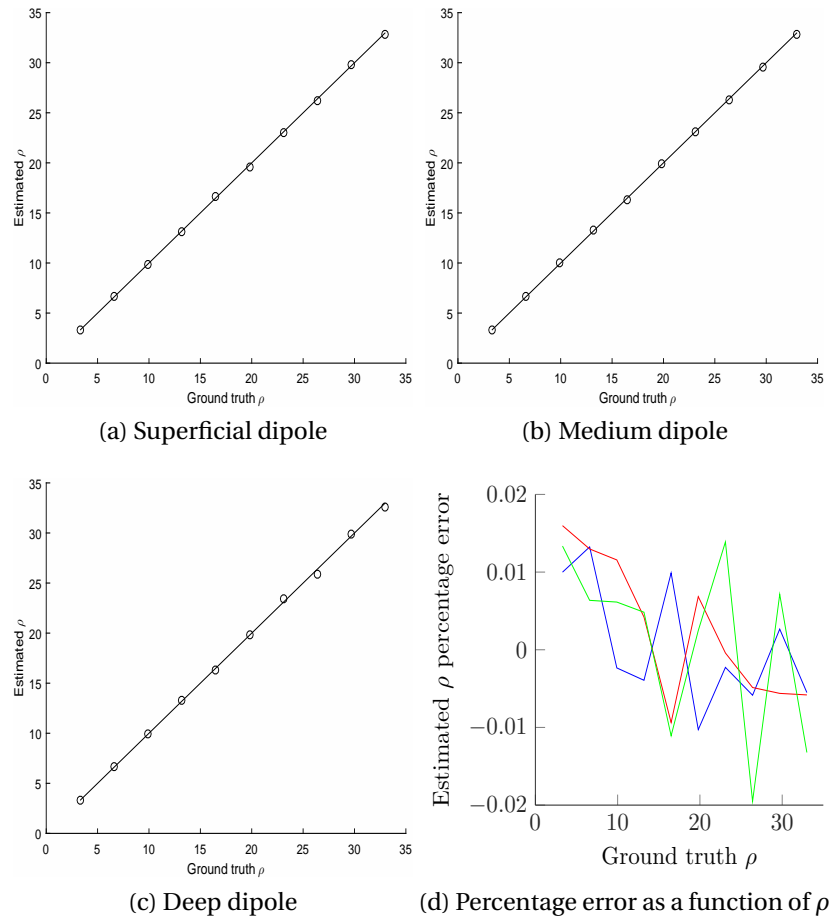 35
30
25
20
15
10
5
0
Estimated ρ
0 5 10 15 20 25 30 35
Ground truth ρ
(a) Superficial dipole
35
30
25
20
15
10
5
0
Estimated ρ
0 5 10 15 20 25 30 35
Ground truth ρ
(b) Medium dipole
35
30
25
20
15
10
5
0
Estimated ρ
0 5 10 15 20 25 30 35
Ground truth ρ
(c) Deep dipole
0.02
0.01
0
−0.01
−0.02
Estimated ρ percentage error
0 10 20 30
Ground truth ρ
(d) Percentage error as a function of ρ